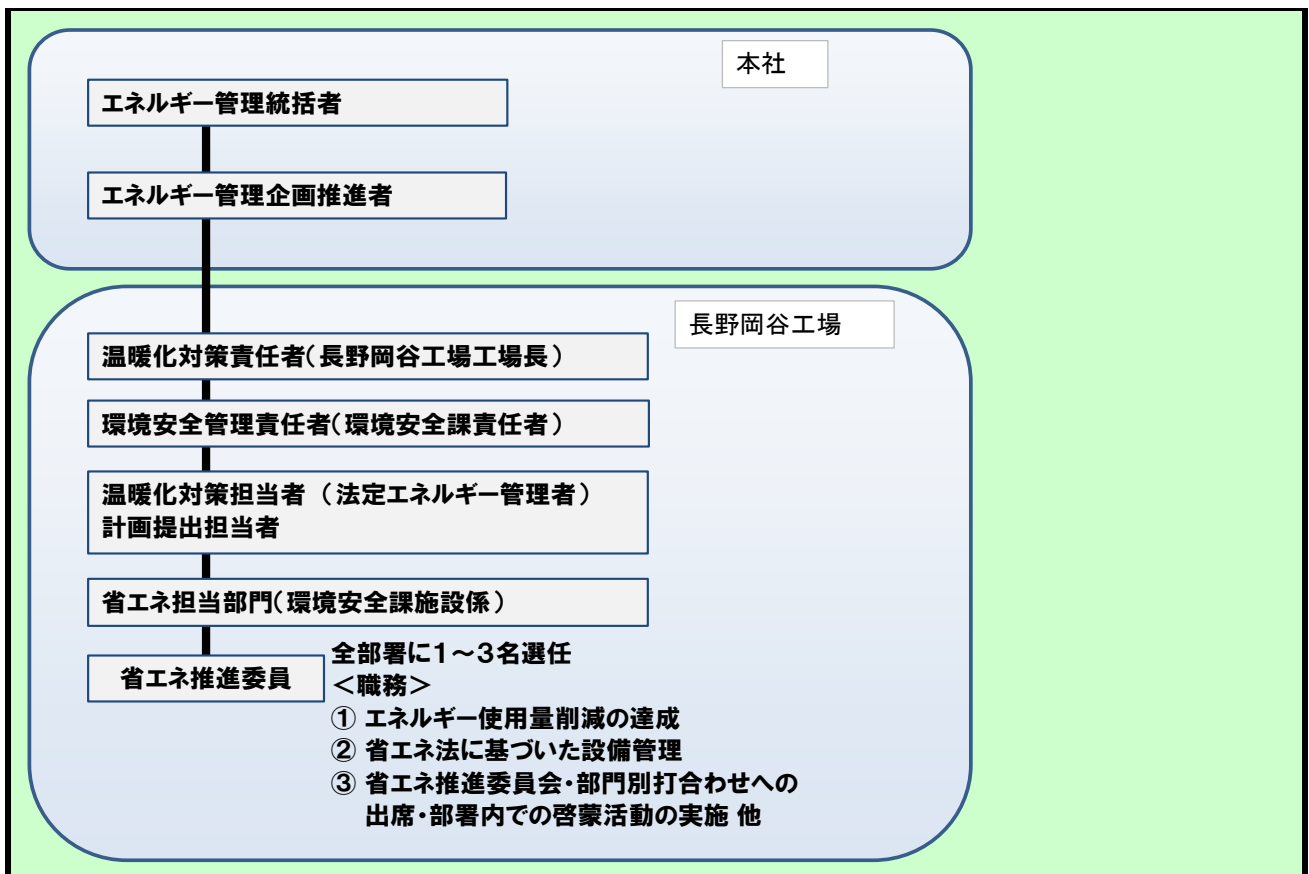 本社
エネルギー管理統括者
エネルギー管理企画推進者
長野岡谷工場
温暖化対策責任者(長野岡谷工場工場長)
環境安全管理責任者(環境安全課責任者)
温暖化対策担当者 (法定エネルギー管理者)
計画提出担当者
省エネ担当部門(環境安全課施設係)
省エネ推進委員
全部署に1~3名選任
<職務>
① エネルギー使用量削減の達成
② 省エネ法に基づいた設備管理
③ 省エネ推進委員会・部門別打合わせへの
出席・部署内での啓蒙活動の実施 他